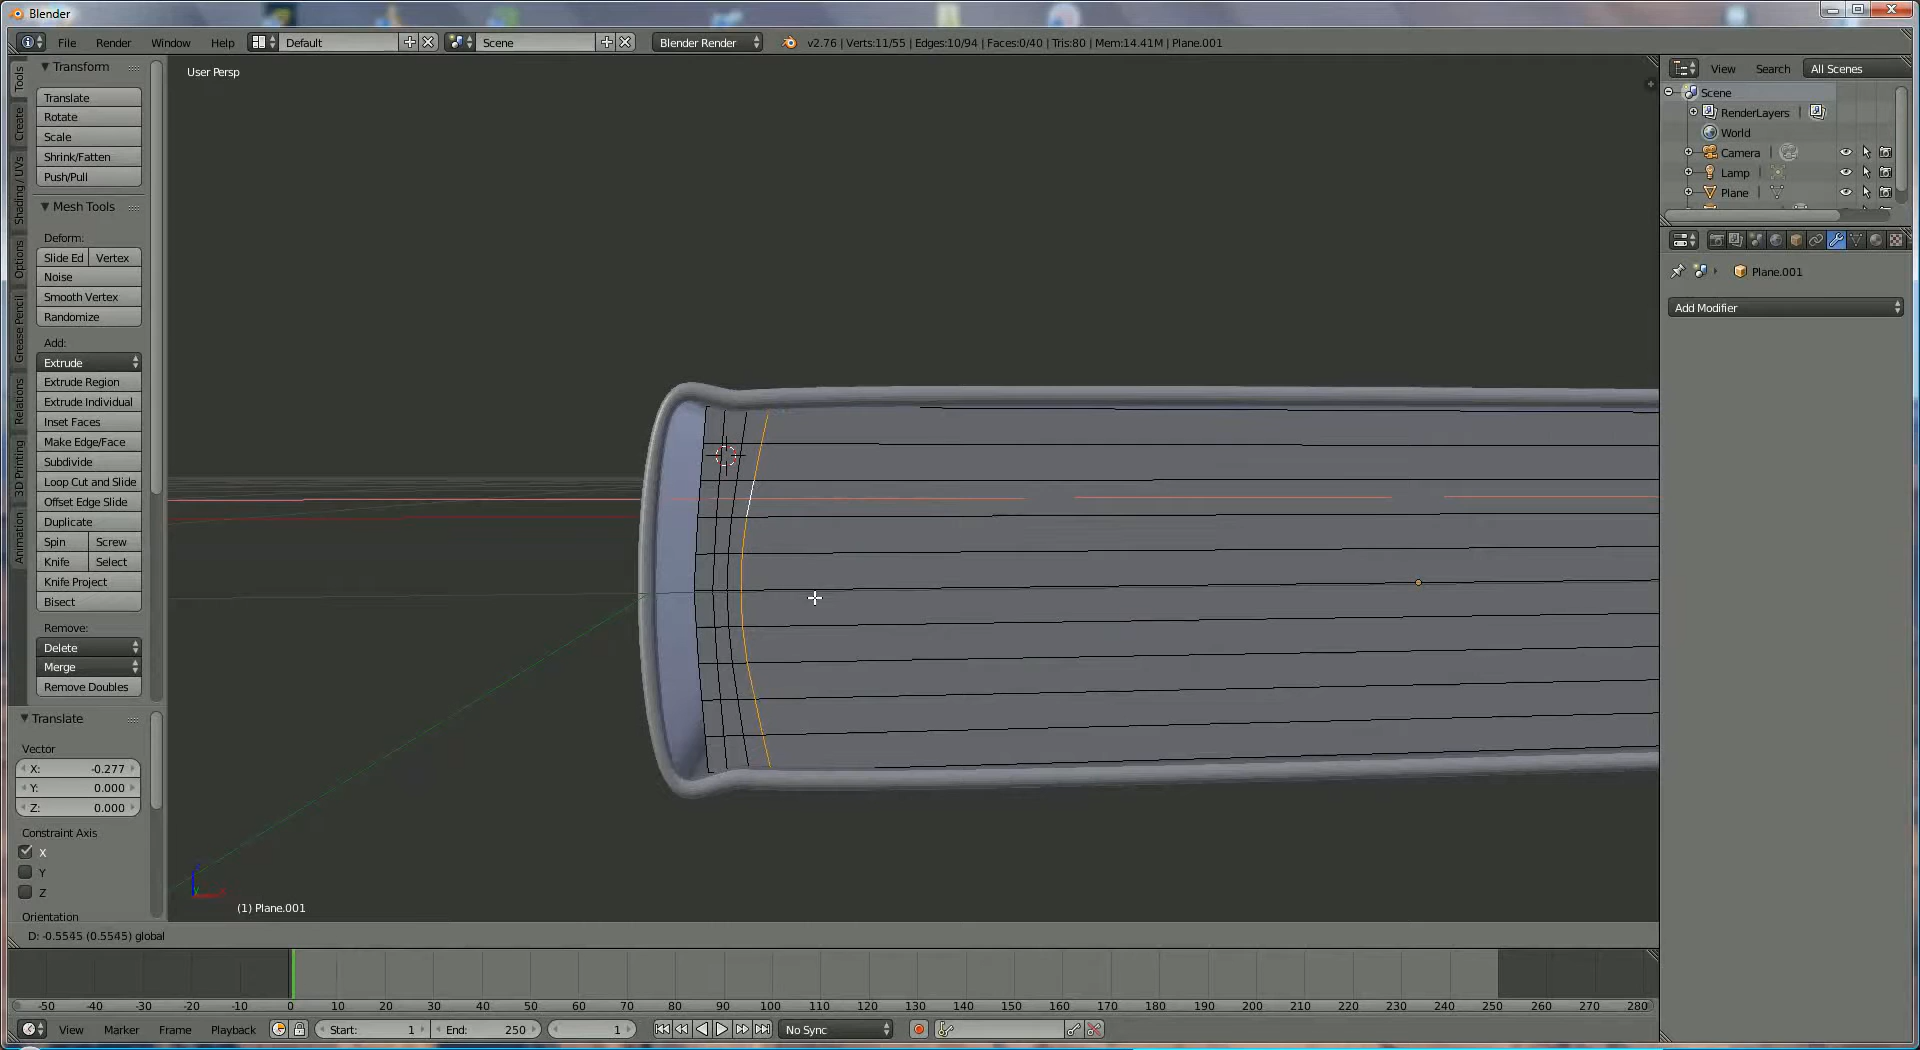 Blender
File Render Window Help Default Scene Blender Render v2.76 | Verts:11/55 | Edges:10/94 | Faces:0/40 | Tris:80 | Mem:14.41M | Plane.001
Tools
Create
Shading / UVs
Options
Grease Pencil
Relations
3D Printing
Animation
Transform
Translate
Rotate
Scale
Shrink/Fatten
Push/Pull
Mesh Tools
Deform:
Slide Ed Vertex
Noise
Smooth Vertex
Randomize
Add:
Extrude
Extrude Region
Extrude Individual
Inset Faces
Make Edge/Face
Subdivide
Loop Cut and Slide
Offset Edge Slide
Duplicate
Spin Screw
Knife Select
Knife Project
Bisect
Remove:
Delete
Merge
Remove Doubles
Translate
Vector
X: -0.277
Y: 0.000
Z: 0.000
Constraint Axis
X
Y
Z
Orientation
User Persp
(1) Plane.001
D: -0.5545 (0.5545) global
View Search All Scenes
Scene
RenderLayers
World
Camera
Lamp
Plane
Plane.001
Add Modifier
-50 -40 -30 -20 -10 0 10 20 30 40 50 60 70 80 90 100 110 120 130 140 150 160 170 180 190 200 210 220 230 240 250 260 270 280
View Marker Frame Playback Start: 1 End: 250 1 No Sync